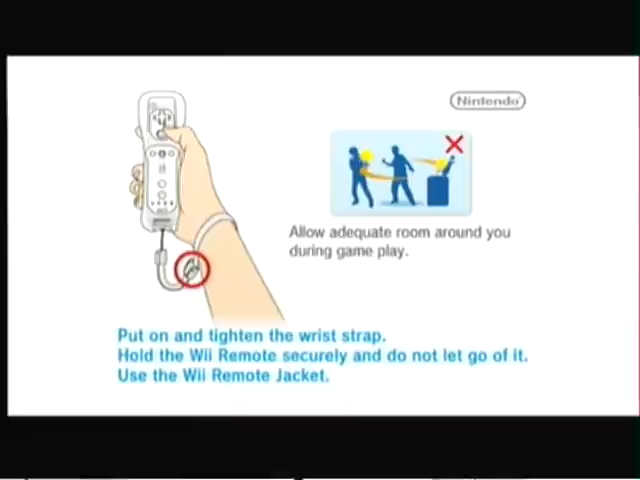 Nintendo
Allow adequate room around you
during game play.
Put on and tighten the wrist strap.
Hold the Wii Remote securely and do not let go of it.
Use the Wii Remote Jacket.